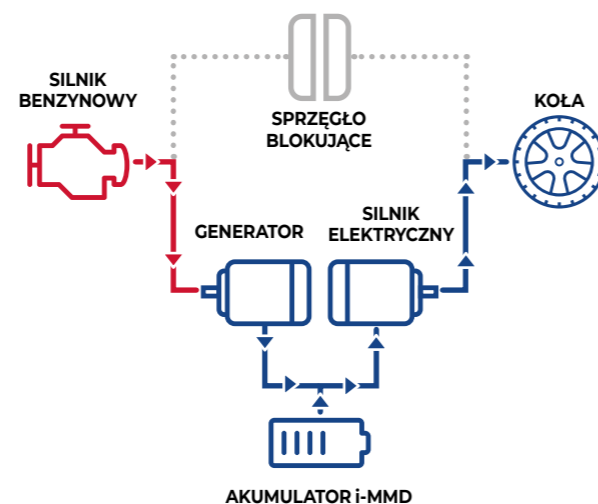 SILNIK
BENZYNOWY
SPRZĘGŁO
BLOKUJĄCE
KOŁA
GENERATOR
SILNIK
ELEKTRYCZNY
AKUMULATOR i-MMD